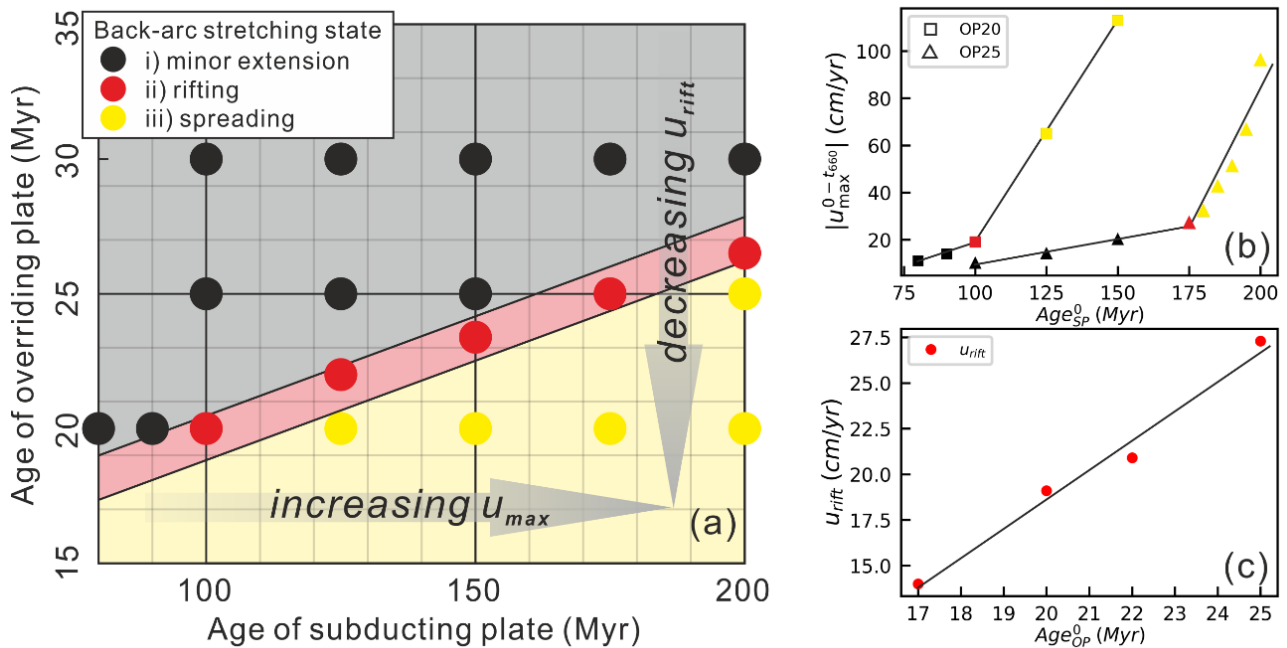 Back-arc stretching state
i) minor extension
ii) rifting
iii) spreading
Age of overriding plate (Myr)
35
30
25
20
15
decreasing u_rift
increasing u_max
(a)
100
150
200
Age of subducting plate (Myr)
OP20
OP25
|u_max^{0-t_660}| (cm/yr)
100
80
60
40
20
(b)
75
100
125
150
175
200
Age_SP^0 (Myr)
u_rift
u_rift (cm/yr)
27.5
25.0
22.5
20.0
17.5
15.0
(c)
17
18
19
20
21
22
23
24
25
Age_OP^0 (Myr)